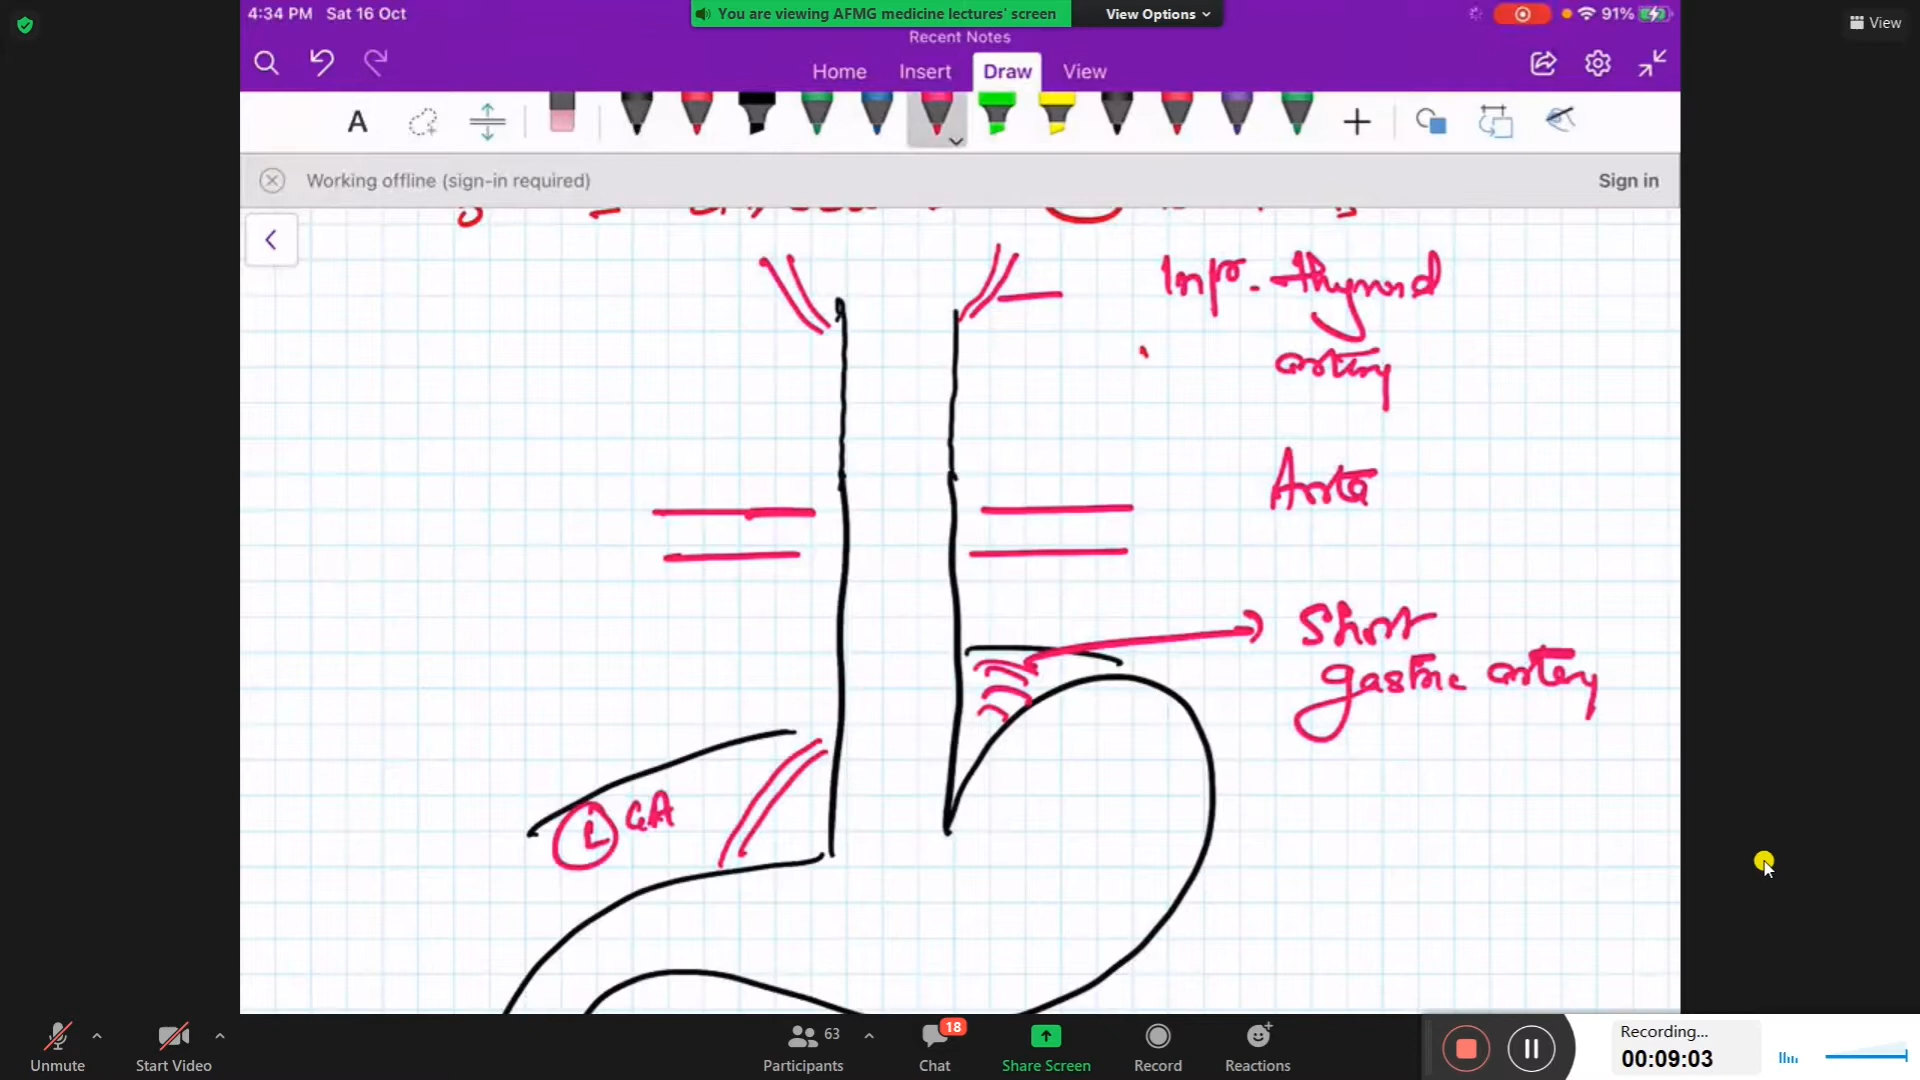 4:34 PM Sat 16 Oct
You are viewing AFMG medicine lectures' screen
View Options
91%
View
Recent Notes
Home Insert Draw View
A
Working offline (sign-in required)
Sign in
Infr. thyroid
artery
Aorta
Short
gastric artery
L GA
Unmute
Start Video
63
Participants
18
Chat
Share Screen
Record
Reactions
Recording...
00:09:03